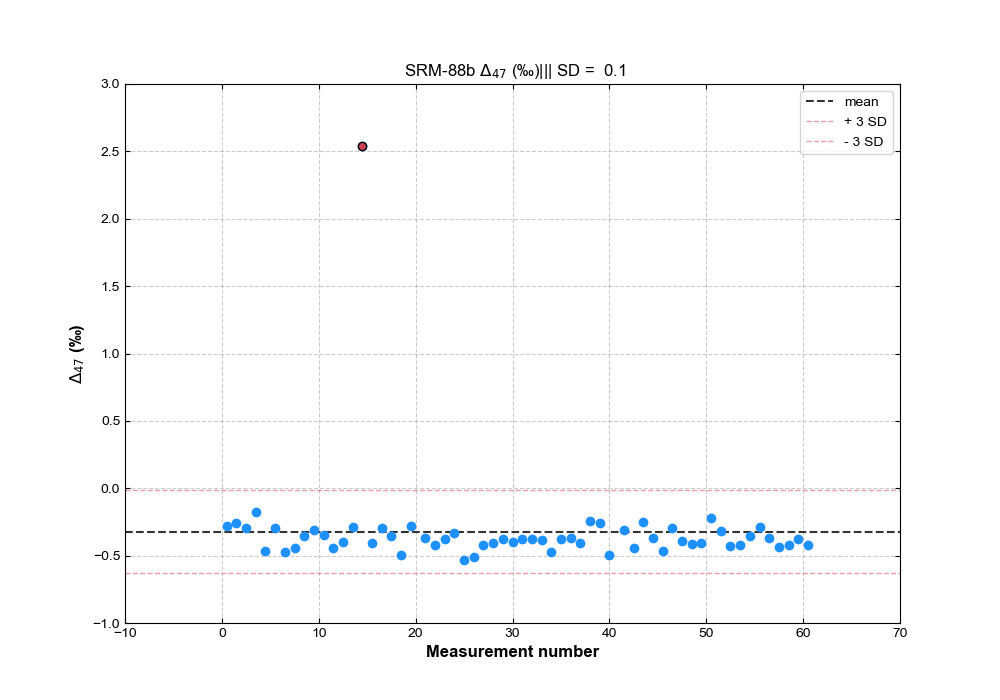 SRM-88b Δ47 (‰)||| SD =  0.1
mean
+ 3 SD
- 3 SD
Δ47 (‰)
3.0
2.5
2.0
1.5
1.0
0.5
0.0
−0.5
−1.0
−10 0 10 20 30 40 50 60 70
Measurement number